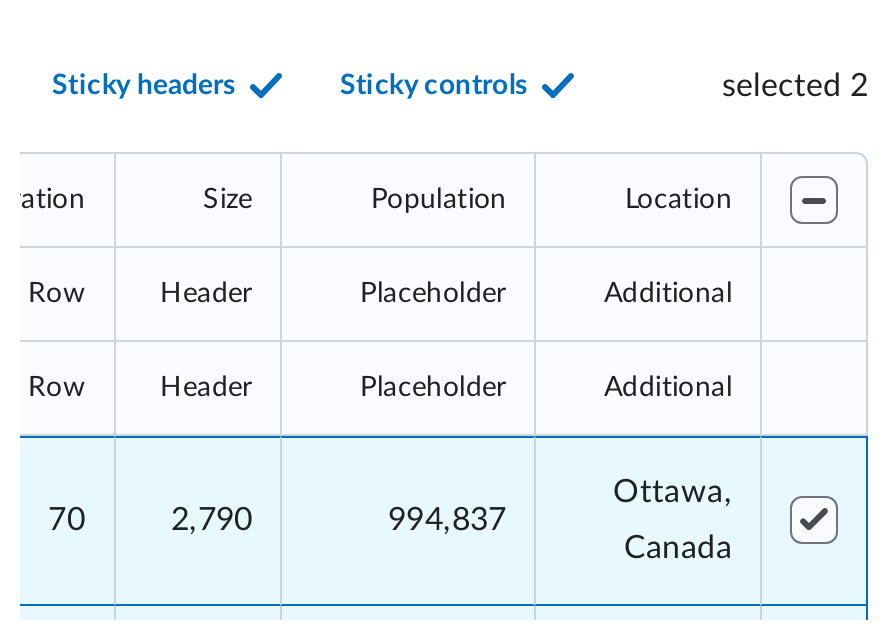 Sticky headers Sticky controls selected 2
Size Population Location
Row Header Placeholder Additional
Row Header Placeholder Additional
70 2,790 994,837 Ottawa,
Canada